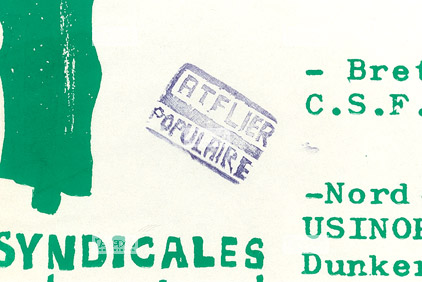 - Bret
C.S.F.
ATELIER
POPULAIRE
-Nord
USINOR
Dunker
SYNDICALES